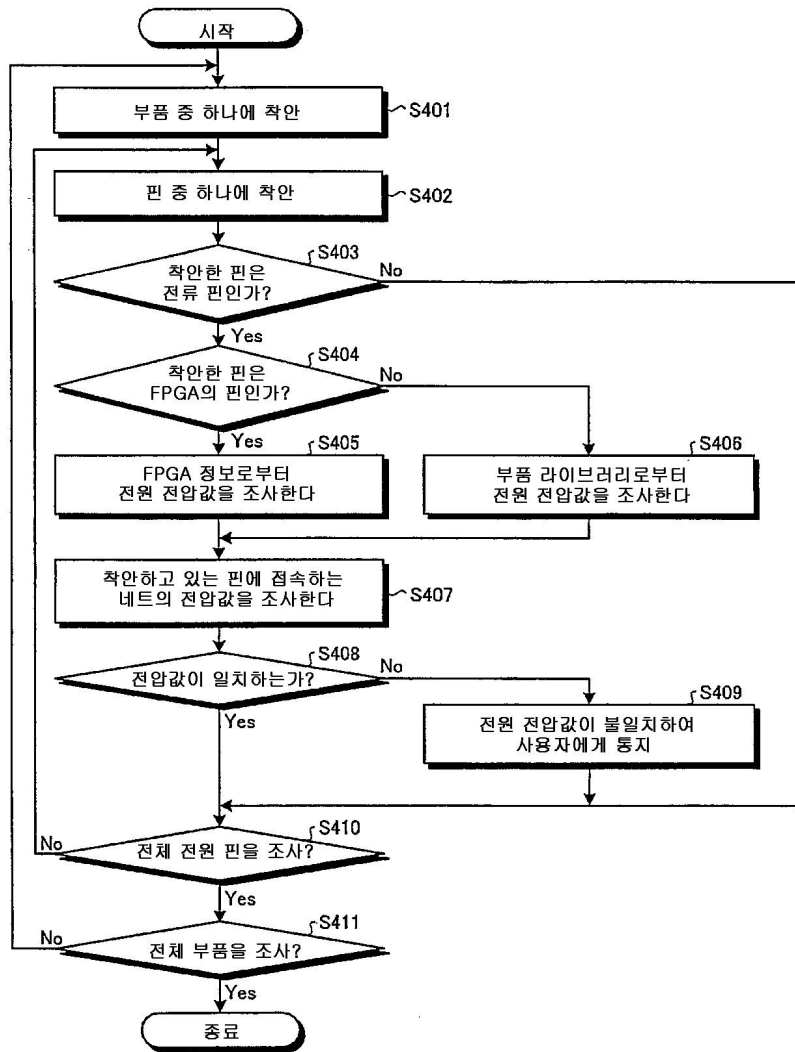 시작
부품 중 하나에 착안
S401
핀 중 하나에 착안
S402
S403
착안한 핀은
전류 핀인가?
No
Yes
S404
착안한 핀은
FPGA의 핀인가?
No
Yes
S405
FPGA 정보로부터
전원 전압값을 조사한다
S406
부품 라이브러리로부터
전원 전압값을 조사한다
착안하고 있는 핀에 접속하는
네트의 전압값을 조사한다
S407
S408
전압값이 일치하는가?
No
Yes
S409
전원 전압값이 불일치하여
사용자에게 통지
S410
전체 전원 핀을 조사?
No
Yes
S411
전체 부품을 조사?
No
Yes
종료